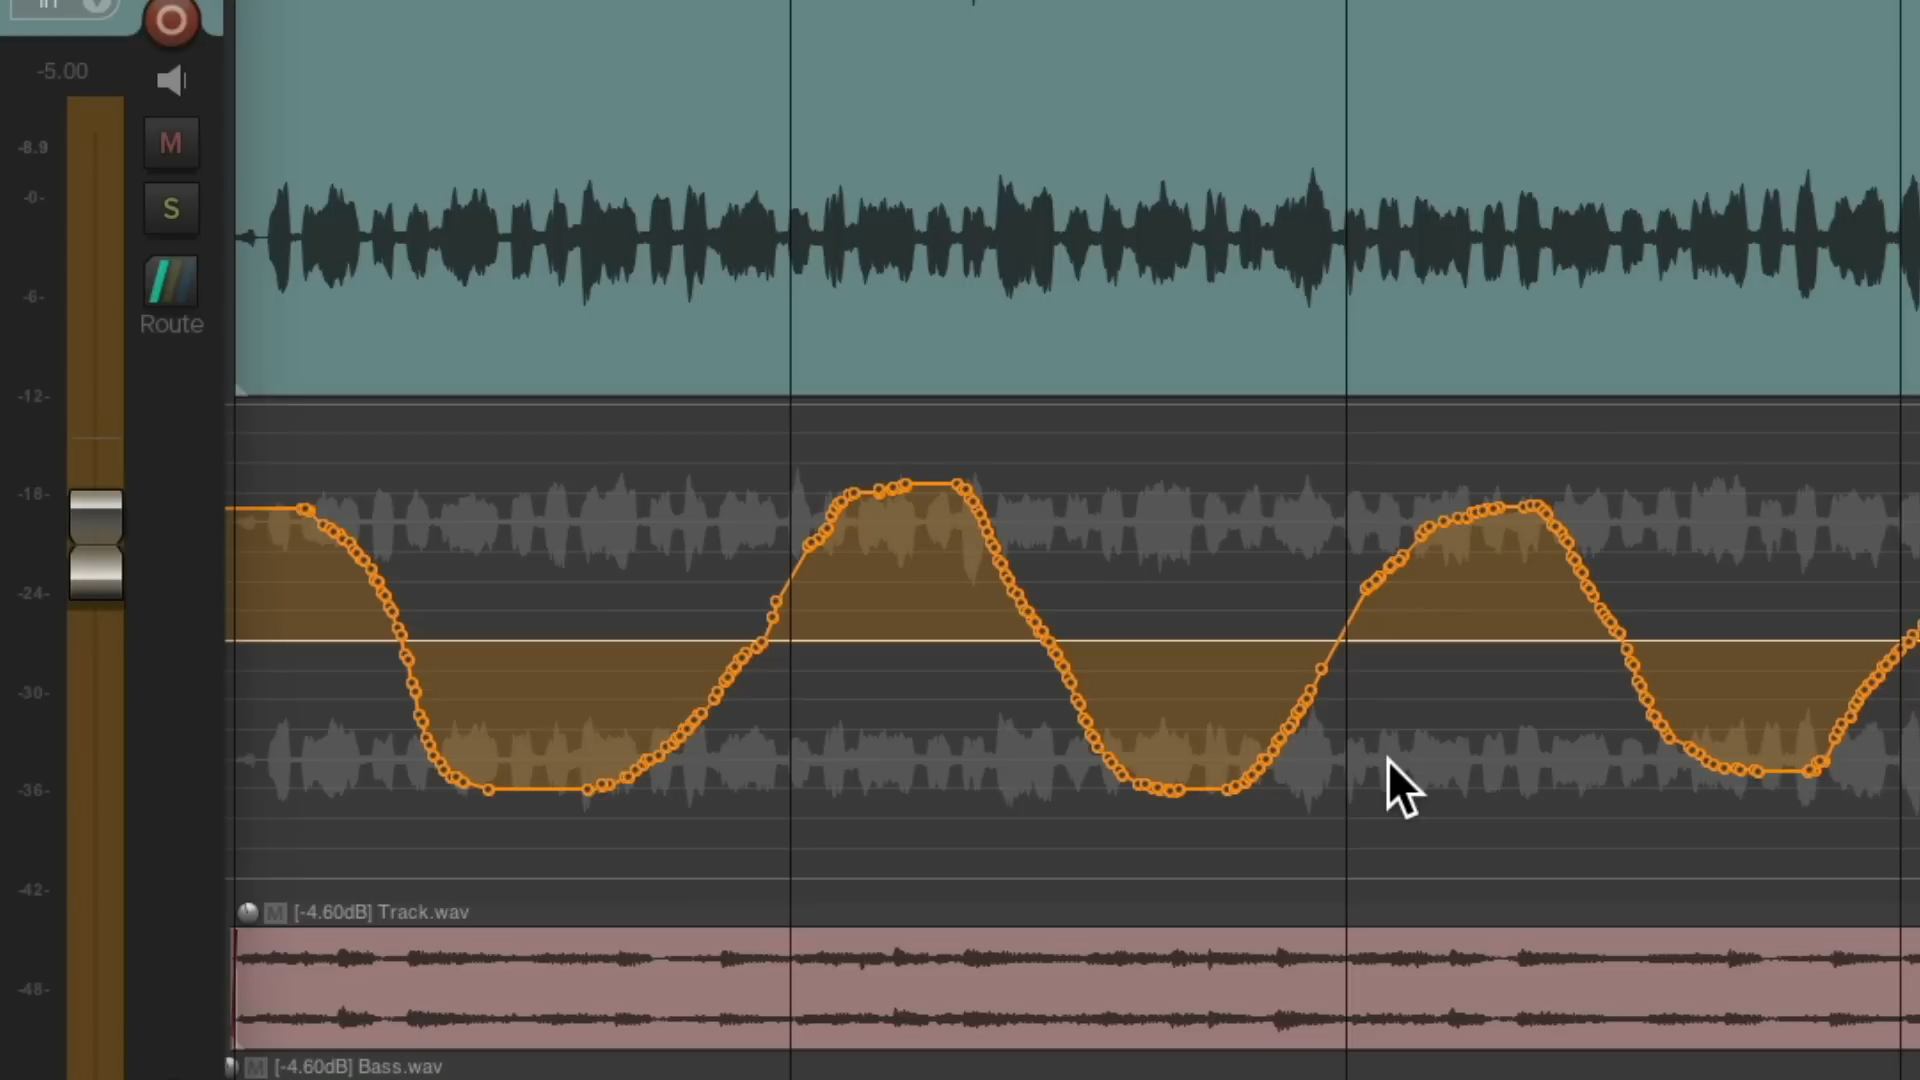 in
-5.00
-8.9
M
-0-
S
-6-
Route
-12-
-18-
-24-
-30-
-36-
-42-
M [-4.60dB] Track.wav
-48-
M [-4.60dB] Bass.wav